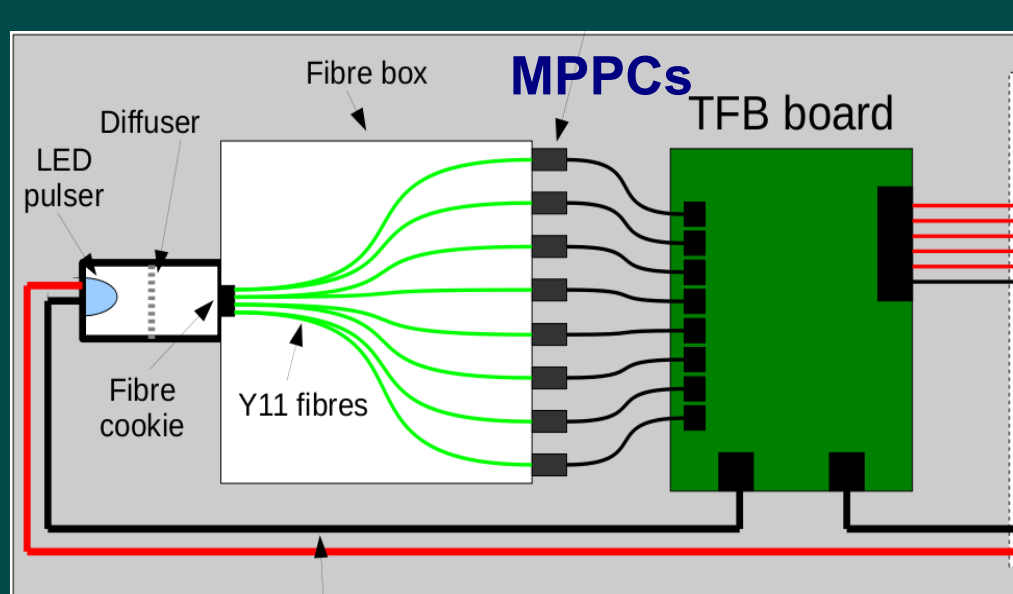 Fibre box
MPPCs
TFB board
Diffuser
LED
pulser
Fibre
cookie
Y11 fibres